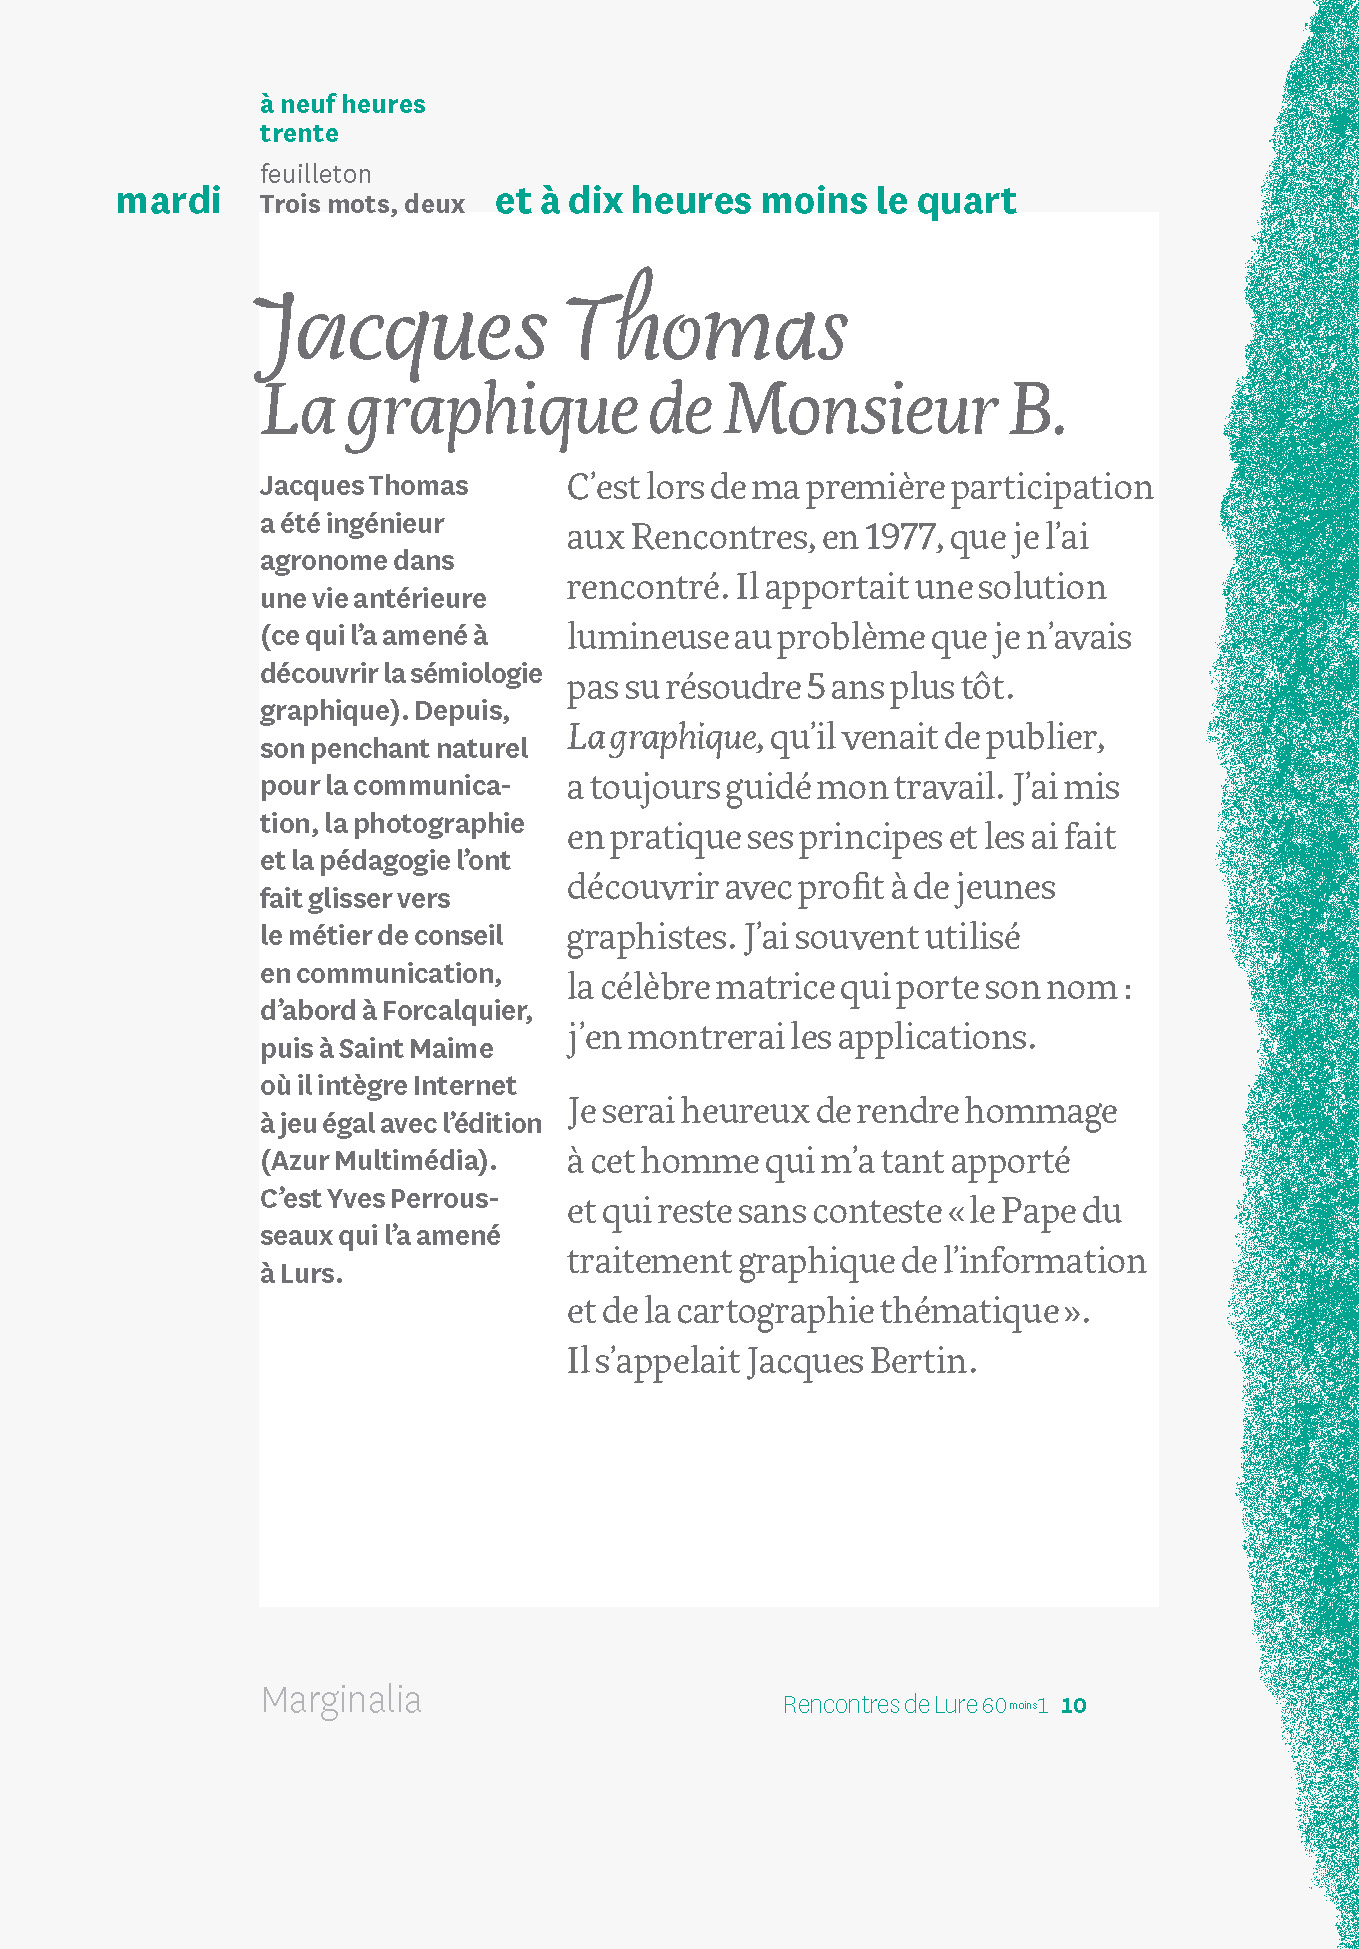 à neuf heures
trente
feuilleton
mardi Trois mots, deux et à dix heures moins le quart
Jacques Thomas
La graphique de Monsieur B.
Jacques Thomas
a été ingénieur
agronome dans
une vie antérieure
(ce qui l’a amené à
découvrir la sémiologie
graphique). Depuis,
son penchant naturel
pour la communica-
tion, la photographie
et la pédagogie l’ont
fait glisser vers
le métier de conseil
en communication,
d’abord à Forcalquier,
puis à Saint Maime
où il intègre Internet
à jeu égal avec l’édition
(Azur Multimédia).
C’est Yves Perrous-
seaux qui l’a amené
à Lurs.
C’est lors de ma première participation
aux Rencontres, en 1977, que je l’ai
rencontré. Il apportait une solution
lumineuse au problème que je n’avais
pas su résoudre 5 ans plus tôt.
La graphique, qu’il venait de publier,
a toujours guidé mon travail. J’ai mis
en pratique ses principes et les ai fait
découvrir avec profit à de jeunes
graphistes. J’ai souvent utilisé
la célèbre matrice qui porte son nom :
j’en montrerai les applications.
Je serai heureux de rendre hommage
à cet homme qui m’a tant apporté
et qui reste sans conteste « le Pape du
traitement graphique de l’information
et de la cartographie thématique ».
Il s’appelait Jacques Bertin.
Marginalia
Rencontres de Lure 60 moins 1 10